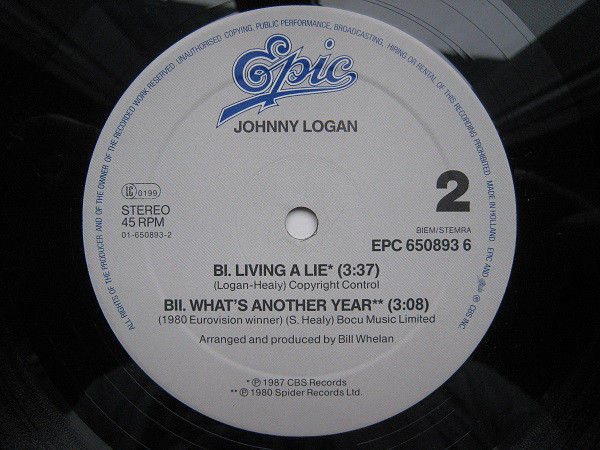 ALL RIGHTS OF THE PRODUCER AND OF THE OWNER OF THE RECORDED WORK RESERVED. UNAUTHORISED COPYING, PUBLIC PERFORMANCE, BROADCASTING, HIRING OR RENTAL OF THIS RECORDING PROHIBITED. MADE IN HOLLAND. EPIC AND Epic ℗ CBS INC.
Epic
JOHNNY LOGAN
LC 0199
STEREO
45 RPM
01-650893-2
2
BIEM/STEMRA
EPC 650893 6
BI. LIVING A LIE* (3:37)
(Logan-Healy) Copyright Control
BII. WHAT'S ANOTHER YEAR** (3:08)
(1980 Eurovision winner) (S. Healy) Bocu Music Limited
Arranged and produced by Bill Whelan
* ℗ 1987 CBS Records
** ℗ 1980 Spider Records Ltd.